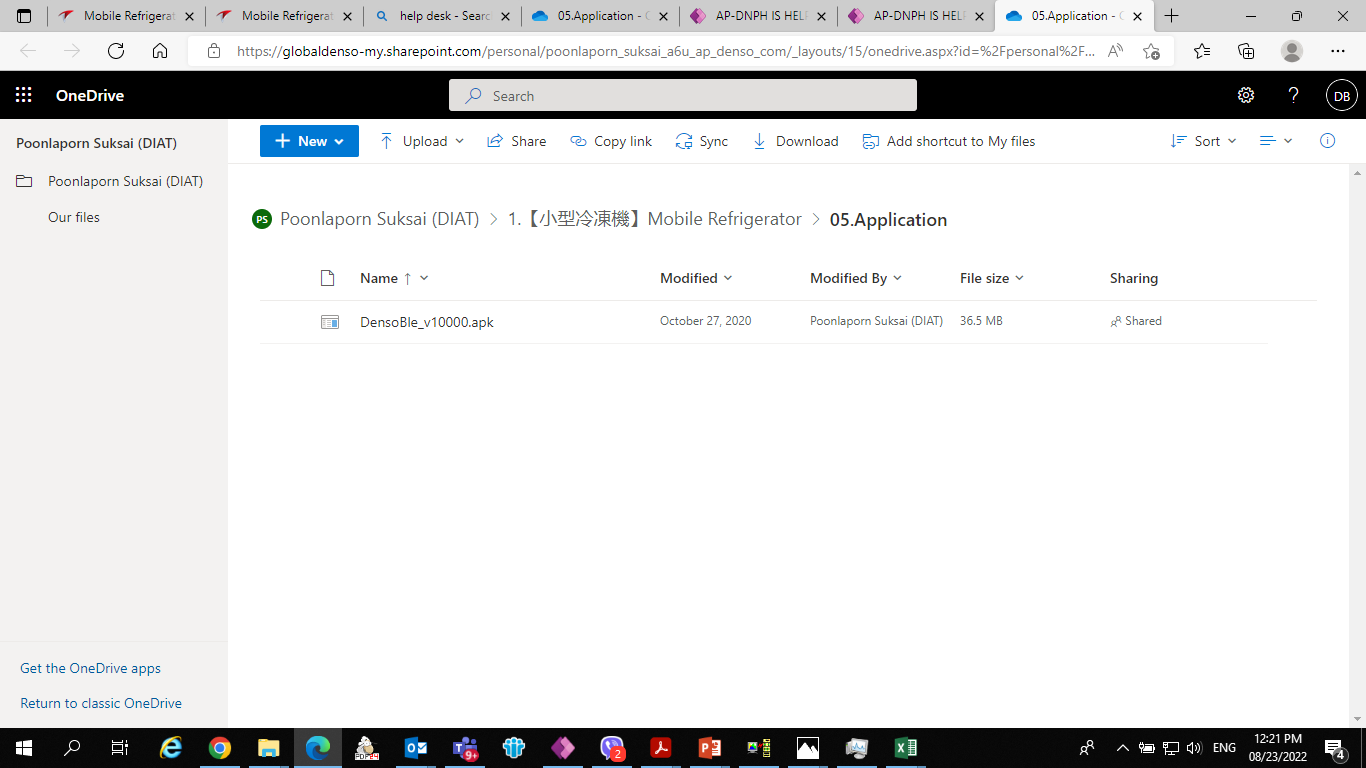 Mobile Refrigerat
Mobile Refrigerat
help desk - Searc
05.Application - O
AP-DNPH IS HELP
AP-DNPH IS HELP
05.Application - O
https://globaldenso-my.sharepoint.com/personal/poonlaporn_suksai_a6u_ap_denso_com/_layouts/15/onedrive.aspx?id=%2Fpersonal%2F...
OneDrive
Search
DB
Poonlaporn Suksai (DIAT)
Poonlaporn Suksai (DIAT)
Our files
New
Upload
Share
Copy link
Sync
Download
Add shortcut to My files
Sort
PS Poonlaporn Suksai (DIAT) > 1.【小型冷凍機】Mobile Refrigerator > 05.Application
Name ↑ Modified Modified By File size Sharing
DensoBle_v10000.apk October 27, 2020 Poonlaporn Suksai (DIAT) 36.5 MB Shared
Get the OneDrive apps
Return to classic OneDrive
PDF24
9+
2
ENG
12:21 PM
08/23/2022
4